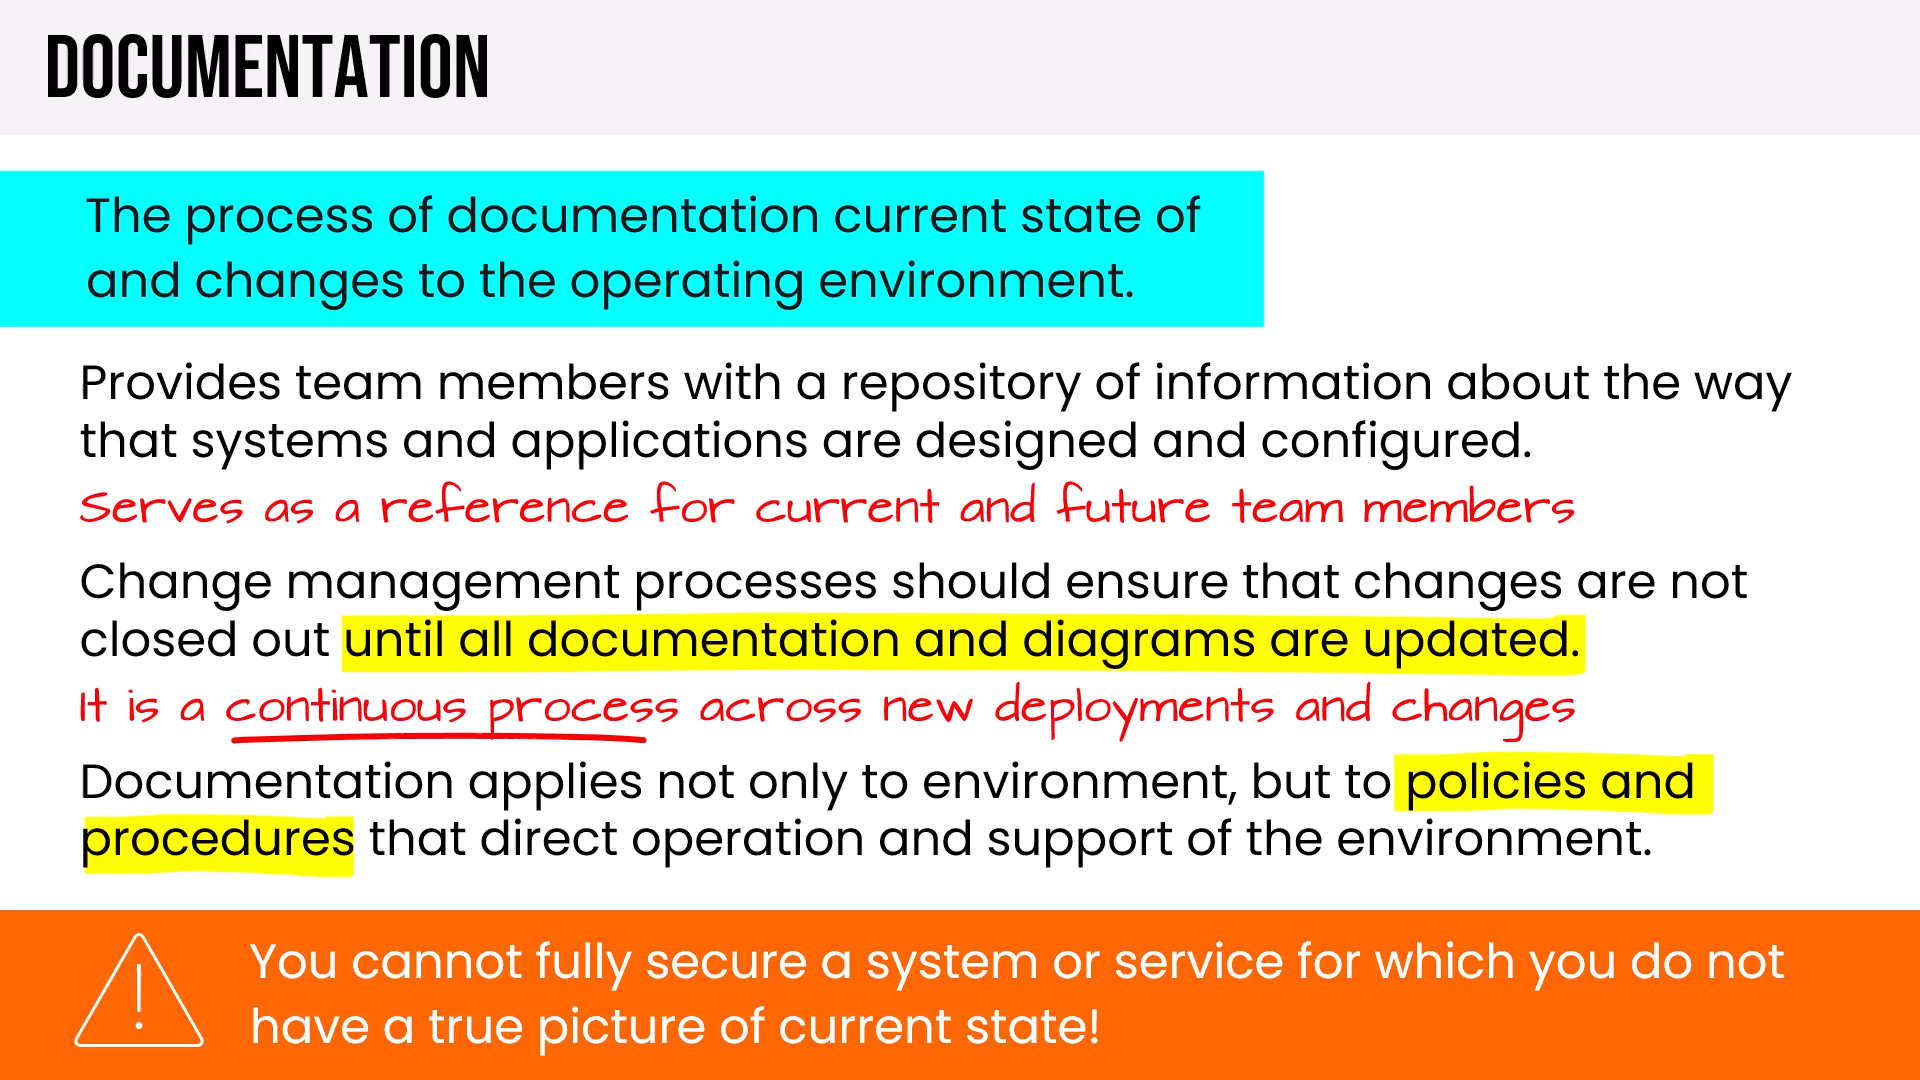 DOCUMENTATION
The process of documentation current state of
and changes to the operating environment.
Provides team members with a repository of information about the way
that systems and applications are designed and configured.
Serves as a reference for current and future team members
Change management processes should ensure that changes are not
closed out until all documentation and diagrams are updated.
It is a continuous process across new deployments and changes
Documentation applies not only to environment, but to policies and
procedures that direct operation and support of the environment.
You cannot fully secure a system or service for which you do not
have a true picture of current state!